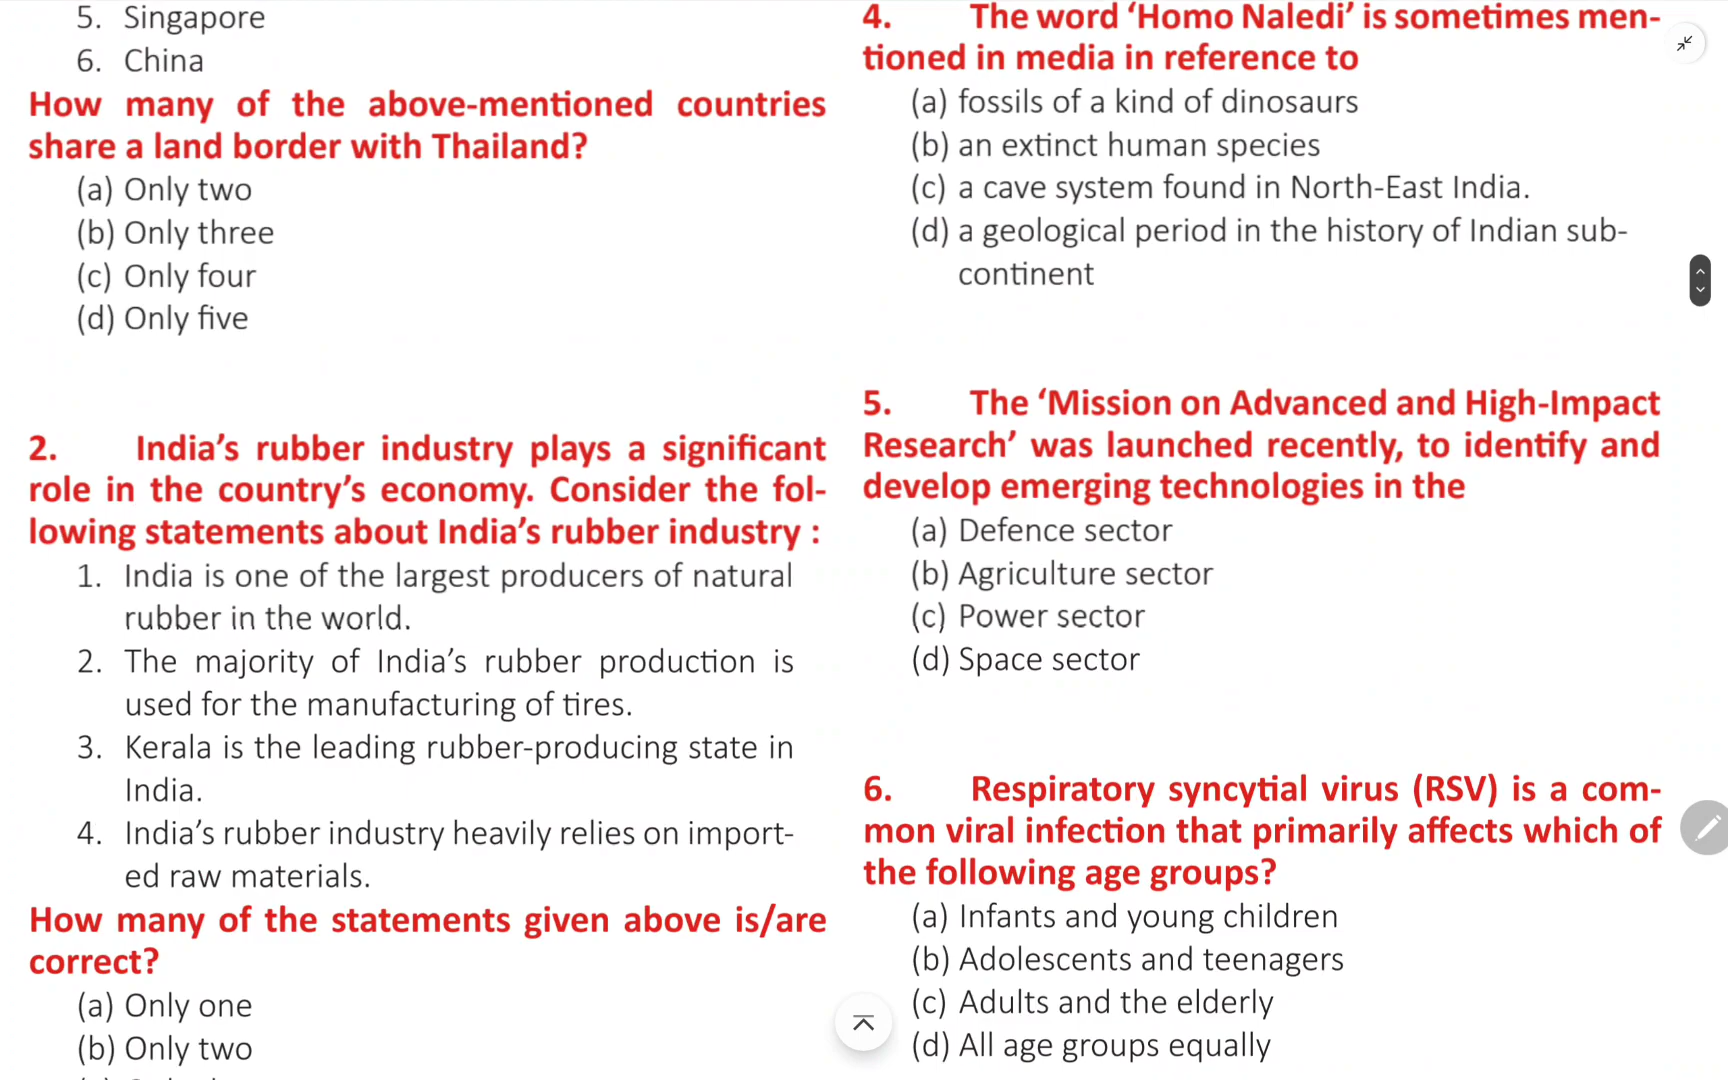 5. Singapore
6. China
How many of the above-mentioned countries
share a land border with Thailand?
(a) Only two
(b) Only three
(c) Only four
(d) Only five
2. India’s rubber industry plays a significant
role in the country’s economy. Consider the fol-
lowing statements about India’s rubber industry :
1. India is one of the largest producers of natural
rubber in the world.
2. The majority of India’s rubber production is
used for the manufacturing of tires.
3. Kerala is the leading rubber-producing state in
India.
4. India’s rubber industry heavily relies on import-
ed raw materials.
How many of the statements given above is/are
correct?
(a) Only one
(b) Only two
4. The word ‘Homo Naledi’ is sometimes men-
tioned in media in reference to
(a) fossils of a kind of dinosaurs
(b) an extinct human species
(c) a cave system found in North-East India.
(d) a geological period in the history of Indian sub-
continent
5. The ‘Mission on Advanced and High-Impact
Research’ was launched recently, to identify and
develop emerging technologies in the
(a) Defence sector
(b) Agriculture sector
(c) Power sector
(d) Space sector
6. Respiratory syncytial virus (RSV) is a com-
mon viral infection that primarily affects which of
the following age groups?
(a) Infants and young children
(b) Adolescents and teenagers
(c) Adults and the elderly
(d) All age groups equally